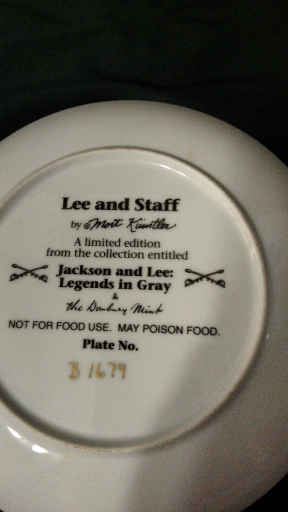 Lee and Staff
by Mort Künstler
A limited edition
from the collection entitled
Jackson and Lee:
Legends in Gray
&
the Danbury Mint
NOT FOR FOOD USE. MAY POISON FOOD.
Plate No.
B 1679